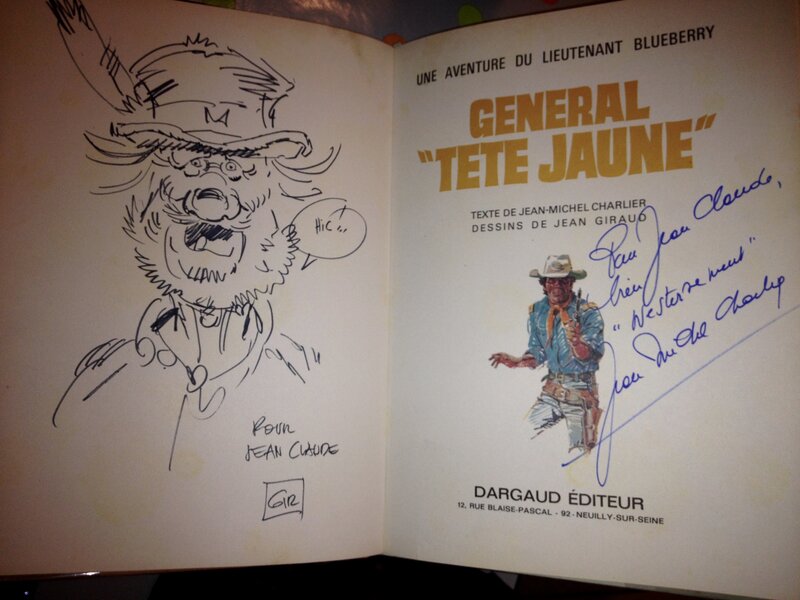 HIC...
POUR
JEAN CLAUDE
GIR
UNE AVENTURE DU LIEUTENANT BLUEBERRY
GENERAL
"TETE JAUNE"
TEXTE DE JEAN-MICHEL CHARLIER
DESSINS DE JEAN GIRAUD
Pour Jean Claude,
bien
"Westernement"
Jean Michel Charlier
DARGAUD ÉDITEUR
12, RUE BLAISE-PASCAL - 92 - NEUILLY-SUR-SEINE